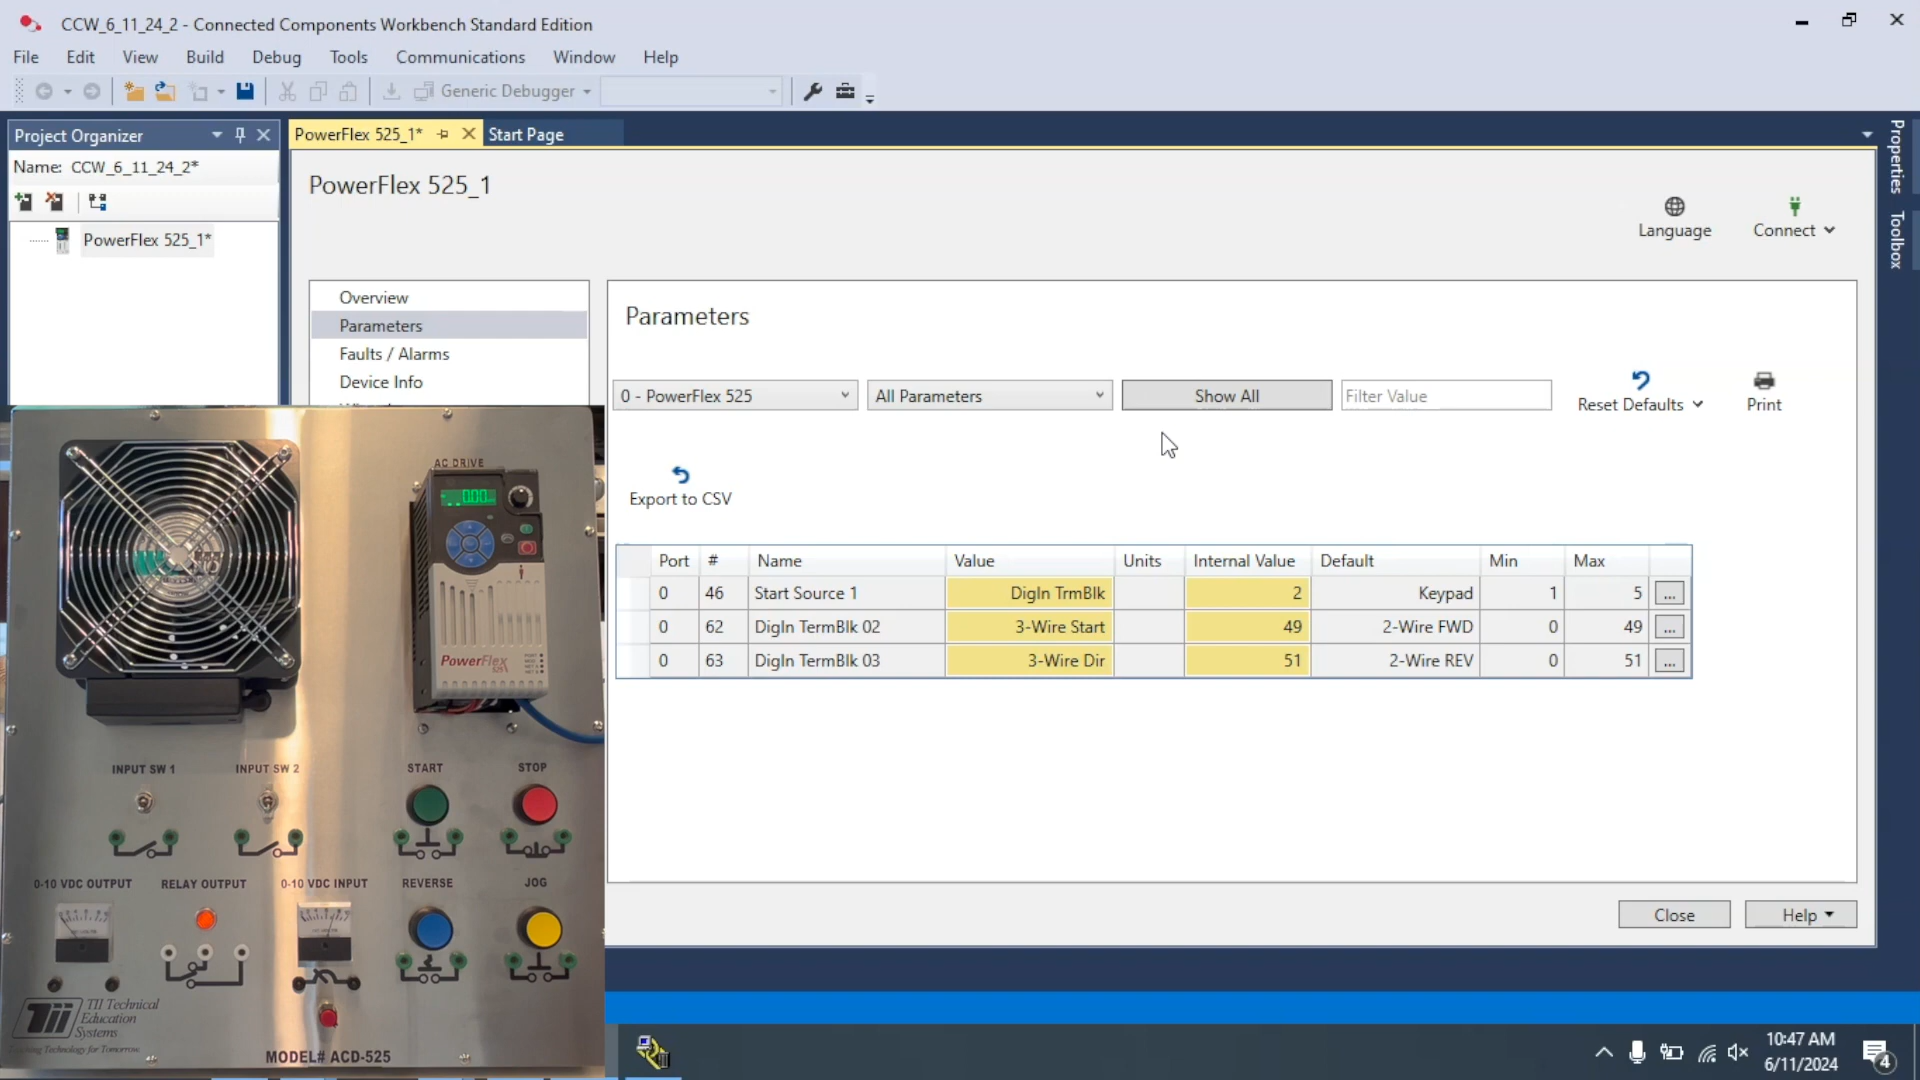 CCW_6_11_24_2 - Connected Components Workbench Standard Edition
File Edit View Build Debug Tools Communications Window Help
Generic Debugger
Project Organizer
Name: CCW_6_11_24_2*
PowerFlex 525_1*
PowerFlex 525_1* Start Page
Properties
Toolbox
PowerFlex 525_1
Language Connect
Overview
Parameters
Faults / Alarms
Device Info
Parameters
0 - PowerFlex 525 All Parameters Show All Filter Value Reset Defaults Print
Export to CSV
Port # Name Value Units Internal Value Default Min Max
0 46 Start Source 1 DigIn TrmBlk 2 Keypad 1 5 ...
0 62 DigIn TermBlk 02 3-Wire Start 49 2-Wire FWD 0 49 ...
0 63 DigIn TermBlk 03 3-Wire Dir 51 2-Wire REV 0 51 ...
Close Help
AC DRIVE
0.00
PowerFlex
INPUT SW 1 INPUT SW 2 START STOP
0-10 VDC OUTPUT RELAY OUTPUT 0-10 VDC INPUT REVERSE JOG
TII Technical
Education
Systems
Technology for Tomorrow
MODEL# ACD-525
10:47 AM
6/11/2024
4